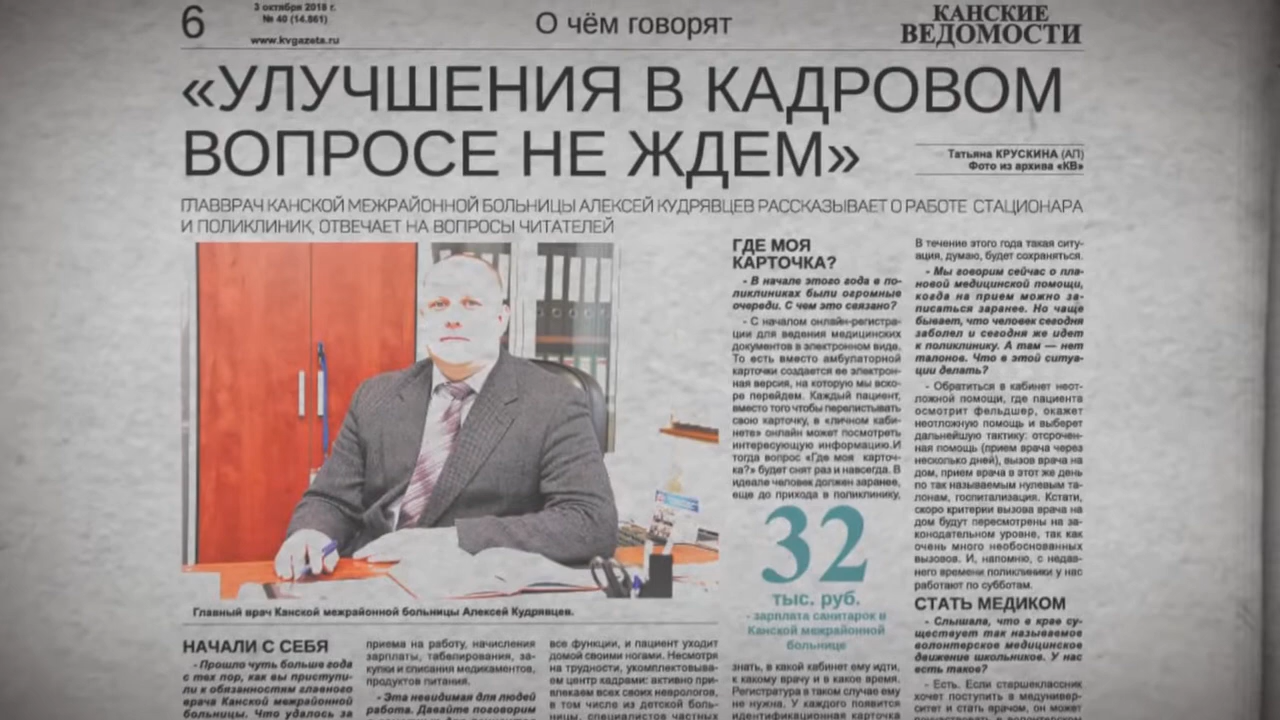 6
3 октября 2018 г.
№ 40 (14.861)
www.kvgazeta.ru
О чём говорят
КАНСКИЕ
ВЕДОМОСТИ
«УЛУЧШЕНИЯ В КАДРОВОМ
ВОПРОСЕ НЕ ЖДЕМ»
Татьяна КРУСКИНА (АП)
Фото из архива «КВ»
ГЛАВВРАЧ КАНСКОЙ МЕЖРАЙОННОЙ БОЛЬНИЦЫ АЛЕКСЕЙ КУДРЯВЦЕВ РАССКАЗЫВАЕТ О РАБОТЕ СТАЦИОНАРА
И ПОЛИКЛИНИК, ОТВЕЧАЕТ НА ВОПРОСЫ ЧИТАТЕЛЕЙ
Главный врач Канской межрайонной больницы Алексей Кудрявцев.
НАЧАЛИ С СЕБЯ
- Прошло чуть больше года
с тех пор, как вы приступи-
ли к обязанностям главного
врача Канской межрайонной
больницы. Что удалось за
приема на работу, начисления
зарплаты, табелирования, за-
купки и списания медикаментов,
продуктов питания.
- Эта невидимая для людей
работа. Давайте поговорим
все функции, и пациент уходит
домой своими ногами. Несмотря
на трудности, укомплектовыва-
ем центр кадрами: активно при-
влекаем всех своих неврологов,
в том числе из детской боль-
ницы, специалистов частных
ГДЕ МОЯ
КАРТОЧКА?
- В начале этого года в по-
ликлиниках были огромные
очереди. С чем это связано?
- С началом онлайн-регистра-
ции для ведения медицинских
документов в электронном виде.
То есть вместо амбулаторной
карточки создается ее электрон-
ная версия, на которую мы вско-
ре перейдем. Каждый пациент,
вместо того чтобы перелистывать
свою карточку, в «личном каби-
нете» онлайн может посмотреть
интересующую информацию.И
тогда вопрос «Где моя карточ-
ка?» будет снят раз и навсегда. В
идеале человек должен заранее,
еще до прихода в поликлинику,
32
тыс. руб.
- зарплата санитарок в
Канской межрайонной
больнице
знать, в какой кабинет ему идти,
к какому врачу и в какое время.
Регистратура в таком случае ему
не нужна. У каждого появится
идентификационная карточка
В течение этого года такая ситу-
ация, думаю, будет сохраняться.
- Мы говорим сейчас о пла-
новой медицинской помощи,
когда на прием можно за-
писаться заранее. Но чаще
бывает, что человек сегодня
заболел и сегодня же идет
к поликлинику. А там — нет
талонов. Что в этой ситуа-
ции делать?
- Обратиться в кабинет неот-
ложной помощи, где пациента
осмотрит фельдшер, окажет
неотложную помощь и выберет
дальнейшую тактику: отсрочен-
ная помощь (прием врача через
несколько дней), вызов врача на
дом, прием врача в этот же день
по так называемым нулевым та-
лонам, госпитализация. Кстати,
скоро критерии вызова врача на
дом будут пересмотрены на за-
конодательном уровне, так как
очень много необоснованных
вызовов. И, напомню, с недав-
него времени поликлиники у нас
работают по субботам.
СТАТЬ МЕДИКОМ
- Слышала, что в крае су-
ществует так называемое
волонтерское медицинское
движение школьников. У нас
есть такое?
- Есть. Если старшеклассник
хочет поступить в медунивер-
ситет и стать врачом, он может